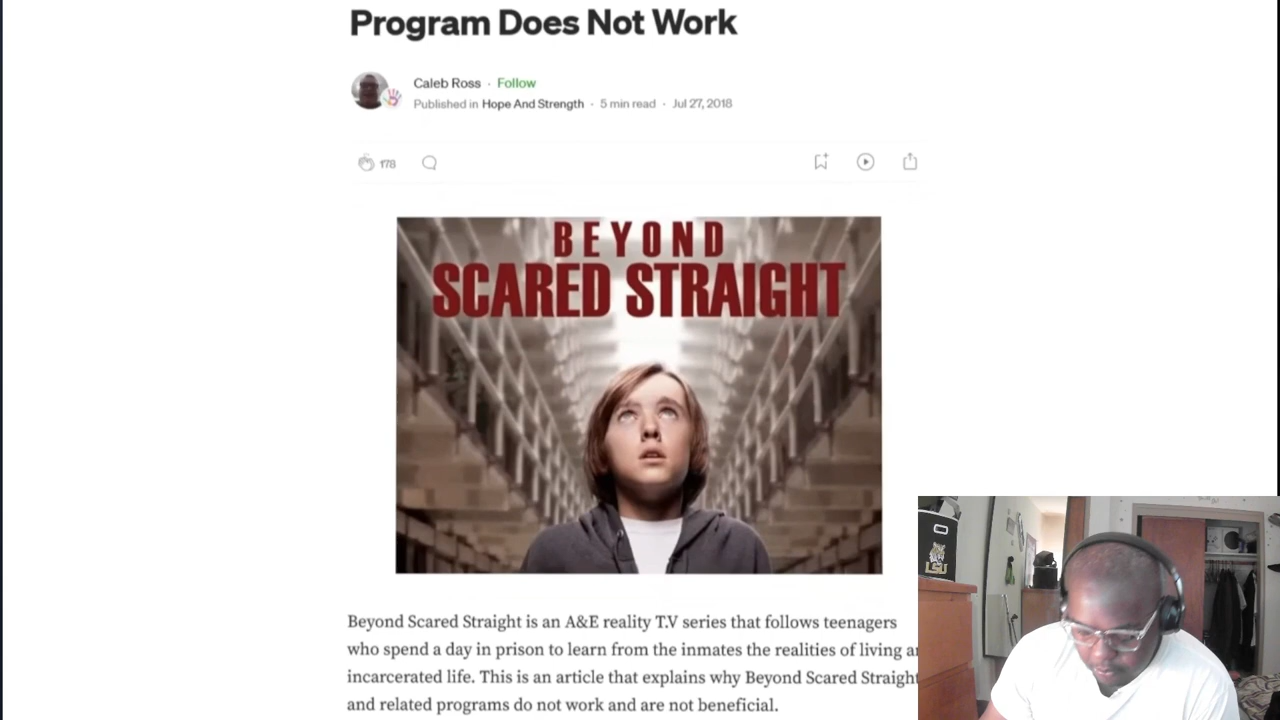 Program Does Not Work
Caleb Ross · Follow
Published in Hope And Strength · 5 min read · Jul 27, 2018
178
BEYOND
SCARED STRAIGHT
Beyond Scared Straight is an A&E reality T.V series that follows teenagers
who spend a day in prison to learn from the inmates the realities of living
incarcerated life. This is an article that explains why Beyond Scared Straight
and related programs do not work and are not beneficial.
LSU